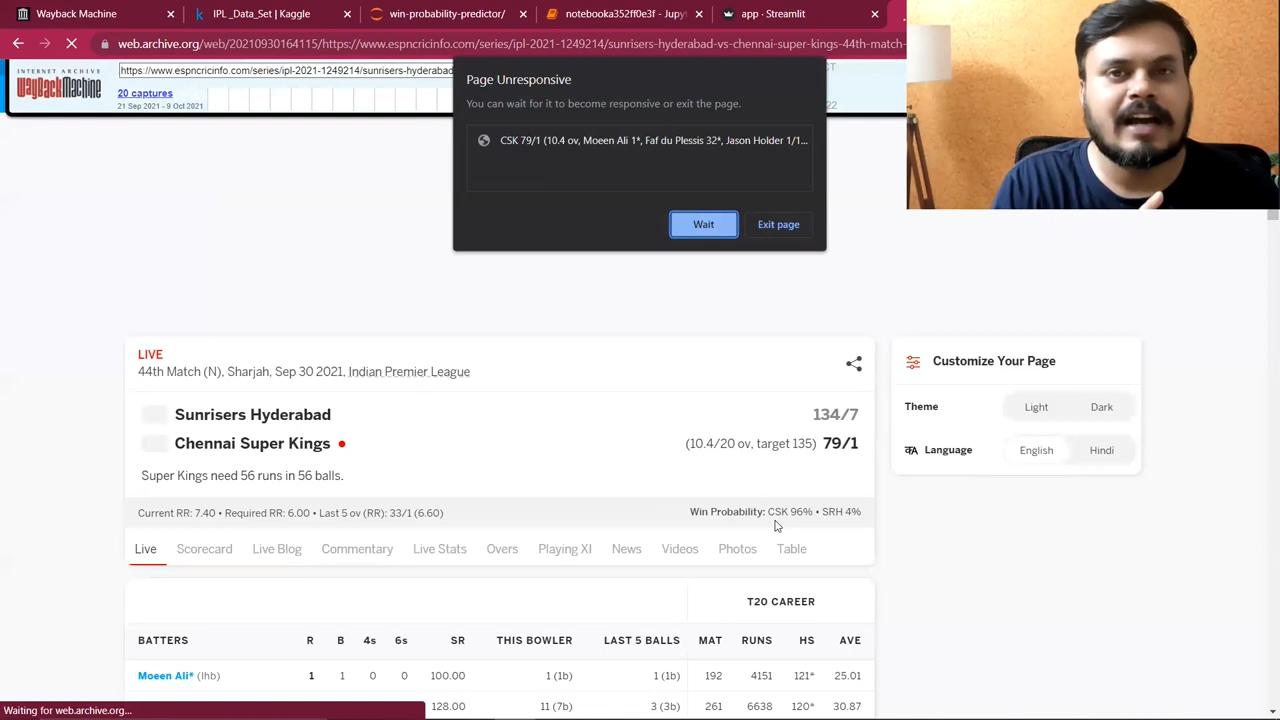 Wayback Machine
IPL _Data_Set | Kaggle
win-probability-predictor/
notebooka352ff0e3f - Jupyt
app · Streamlit
web.archive.org/web/20210930164115/https://www.espncricinfo.com/series/ipl-2021-1249214/sunrisers-hyderabad-vs-chennai-super-kings-44th-match-
INTERNET ARCHIVE
WaybackMachine
https://www.espncricinfo.com/series/ipl-2021-1249214/sunrisers-hyderabad
20 captures
21 Sep 2021 - 9 Oct 2021
Page Unresponsive
You can wait for it to become responsive or exit the page.
CSK 79/1 (10.4 ov, Moeen Ali 1*, Faf du Plessis 32*, Jason Holder 1/1...
Wait
Exit page
LIVE
44th Match (N), Sharjah, Sep 30 2021, Indian Premier League
Sunrisers Hyderabad 134/7
Chennai Super Kings (10.4/20 ov, target 135) 79/1
Super Kings need 56 runs in 56 balls.
Current RR: 7.40 • Required RR: 6.00 • Last 5 ov (RR): 33/1 (6.60)
Win Probability: CSK 96% • SRH 4%
Live Scorecard Live Blog Commentary Live Stats Overs Playing XI News Videos Photos Table
Customize Your Page
Theme Light Dark
Language English Hindi
T20 CAREER
BATTERS R B 4s 6s SR THIS BOWLER LAST 5 BALLS MAT RUNS HS AVE
Moeen Ali* (lhb) 1 1 0 0 100.00 1 (1b) 1 (1b) 192 4151 121* 25.01
128.00 11 (7b) 3 (3b) 261 6638 120* 30.87
Waiting for web.archive.org...